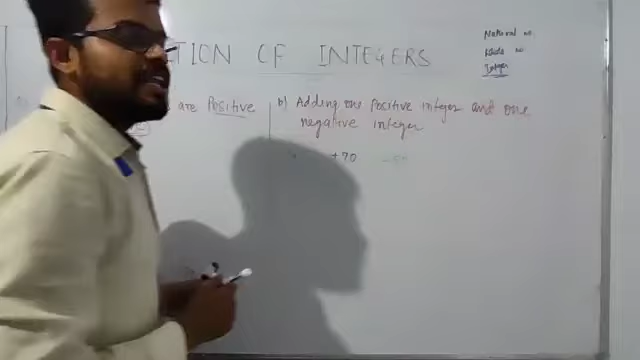 TION OF INTEGERS
Natural no.
Whole no.
Integer
are Positive
b) Adding one Positive integer and one
negative integer
+70 -50